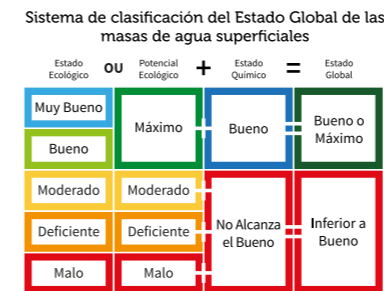 Sistema de clasificación del Estado Global de las
masas de agua superficiales
Estado
Ecológico
OU
Potencial
Ecológico
+
Estado
Químico
=
Estado
Global
Muy Bueno
Bueno
Máximo
+
Bueno
=
Bueno o
Máximo
Moderado
Moderado
Deficiente
Deficiente
Malo
Malo
No Alcanza
el Bueno
Inferior a
Bueno